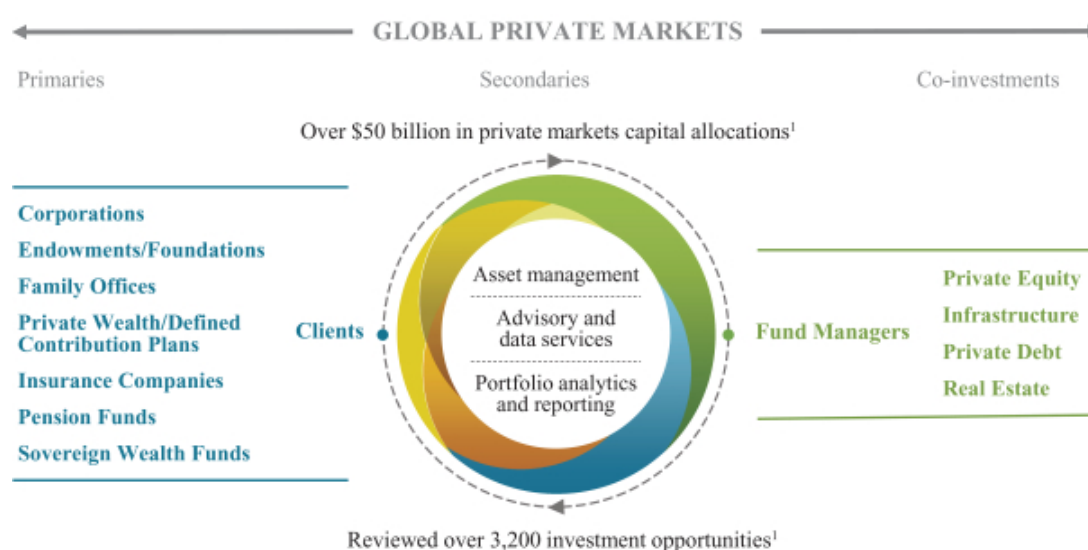 GLOBAL PRIVATE MARKETS
Primaries
Secondaries
Co-investments
Over $50 billion in private markets capital allocations¹
Corporations
Endowments/Foundations
Family Offices
Private Wealth/Defined
Contribution Plans
Insurance Companies
Pension Funds
Sovereign Wealth Funds
Clients
Asset management
Advisory and
data services
Portfolio analytics
and reporting
Fund Managers
Private Equity
Infrastructure
Private Debt
Real Estate
Reviewed over 3,200 investment opportunities¹